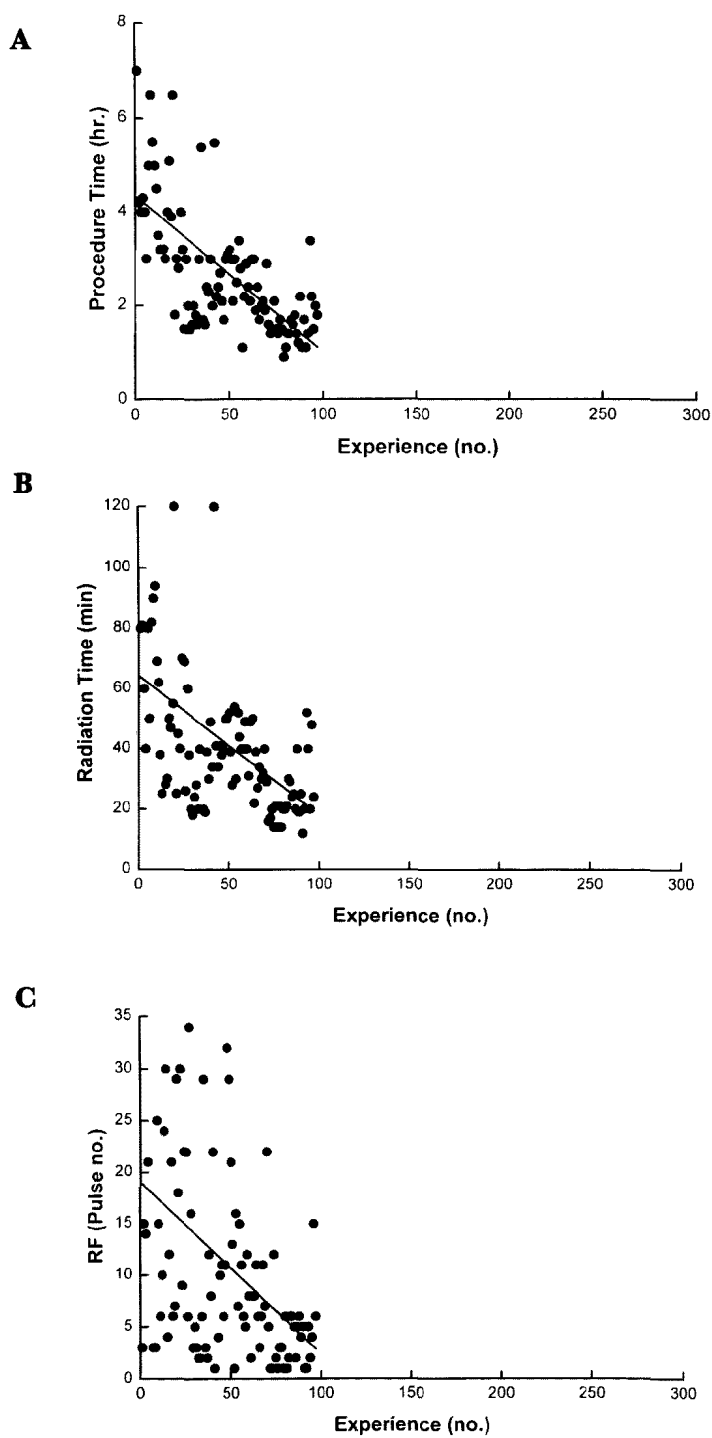 A
8
6
4
2
0
Procedure Time (hr.)
0 50 100 150 200 250 300
Experience (no.)
B
120
100
80
60
40
20
0
Radiation Time (min)
0 50 100 150 200 250 300
Experience (no.)
C
35
30
25
20
15
10
5
0
RF (Pulse no.)
0 50 100 150 200 250 300
Experience (no.)